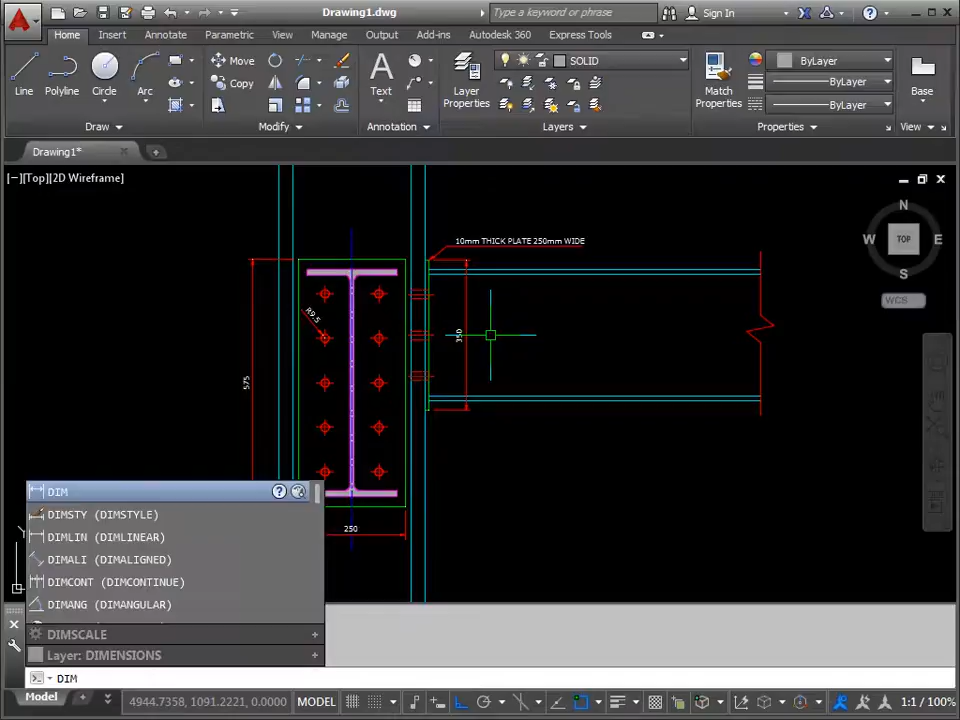 Drawing1.dwg
Type a keyword or phrase
Sign In
Home Insert Annotate Parametric View Manage Output Add-ins Autodesk 360 Express Tools
Line
Polyline
Circle
Arc
Move
Copy
Text
Layer
Properties
SOLID
Match
Properties
ByLayer
ByLayer
ByLayer
Base
Draw
Modify
Annotation
Layers
Properties
View
Drawing1*
[−][Top][2D Wireframe]
N
W
TOP
E
S
WCS
10mm THICK PLATE 250mm WIDE
R9.5
350
575
250
DIM
DIMSTY (DIMSTYLE)
DIMLIN (DIMLINEAR)
DIMALI (DIMALIGNED)
DIMCONT (DIMCONTINUE)
DIMANG (DIMANGULAR)
DIMSCALE +
Layer: DIMENSIONS +
DIM
Model
4944.7358, 1091.2221, 0.0000
MODEL
1:1 / 100%